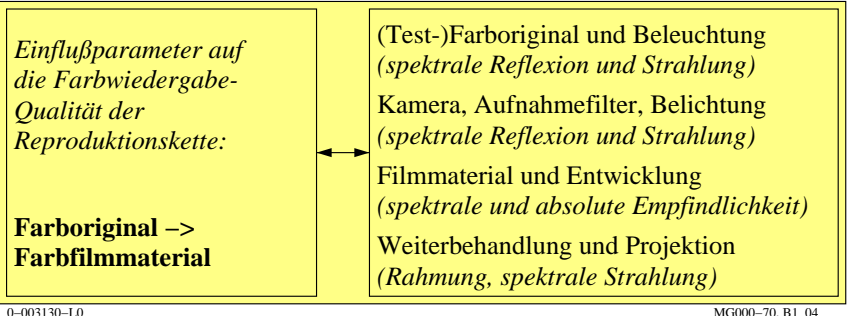 Einflußparameter auf
die Farbwiedergabe-
Qualität der
Reproduktionskette:
Farboriginal –>
Farbfilmmaterial
(Test-)Farboriginal und Beleuchtung
(spektrale Reflexion und Strahlung)
Kamera, Aufnahmefilter, Belichtung
(spektrale Reflexion und Strahlung)
Filmmaterial und Entwicklung
(spektrale und absolute Empfindlichkeit)
Weiterbehandlung und Projektion
(Rahmung, spektrale Strahlung)
0–003130–L0
MG000–70, B1_04